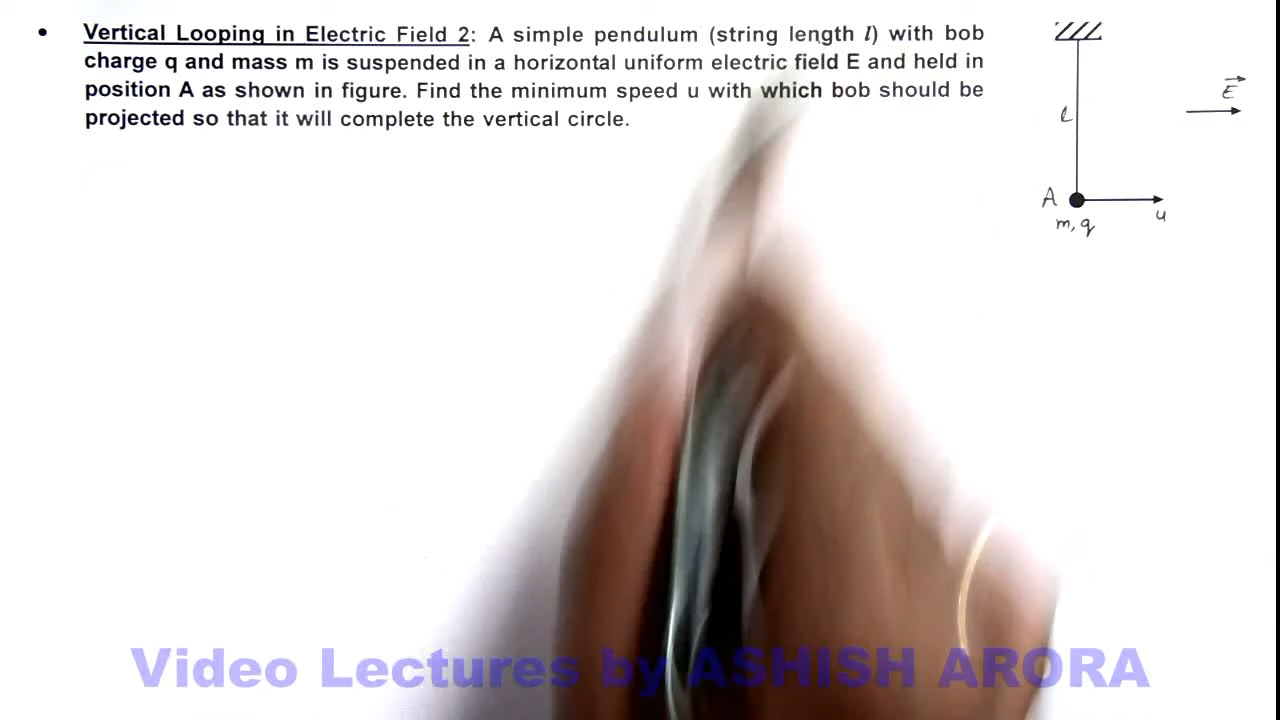 • Vertical Looping in Electric Field 2: A simple pendulum (string length l) with bob
charge q and mass m is suspended in a horizontal uniform electric field E and held in
position A as shown in figure. Find the minimum speed u with which bob should be
projected so that it will complete the vertical circle.
E
l
A
u
m, q
Video Lectures by ASHISH ARORA